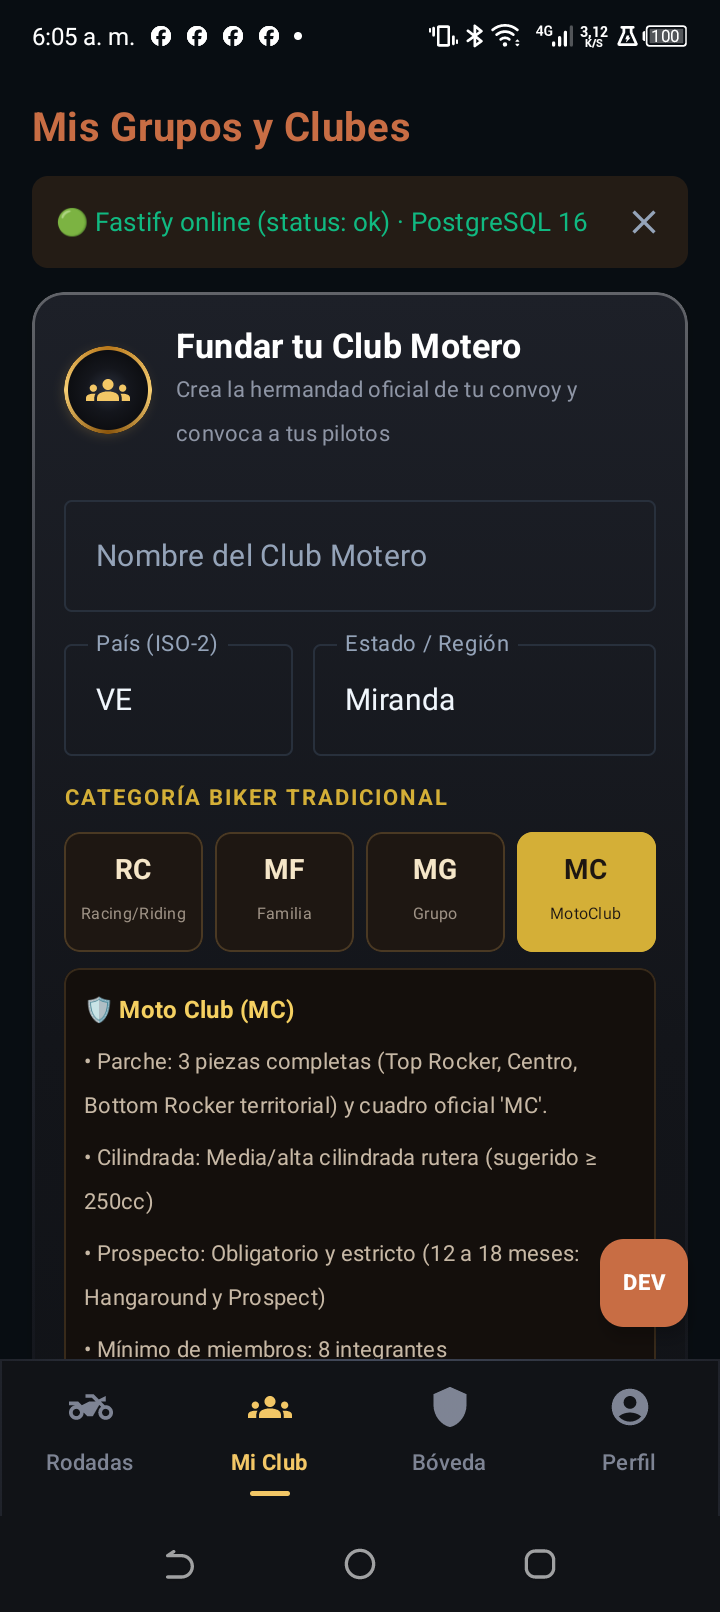 6:05 a. m.
4G 3,12 K/S 100
Mis Grupos y Clubes
Fastify online (status: ok) · PostgreSQL 16
Fundar tu Club Motero
Crea la hermandad oficial de tu convoy y
convoca a tus pilotos
Nombre del Club Motero
País (ISO-2) Estado / Región
VE Miranda
CATEGORÍA BIKER TRADICIONAL
RC MF MG MC
Racing/Riding Familia Grupo MotoClub
Moto Club (MC)
• Parche: 3 piezas completas (Top Rocker, Centro,
Bottom Rocker territorial) y cuadro oficial 'MC'.
• Cilindrada: Media/alta cilindrada rutera (sugerido ≥
250cc)
• Prospecto: Obligatorio y estricto (12 a 18 meses:
Hangaround y Prospect)
DEV
• Mínimo de miembros: 8 integrantes
Rodadas Mi Club Bóveda Perfil